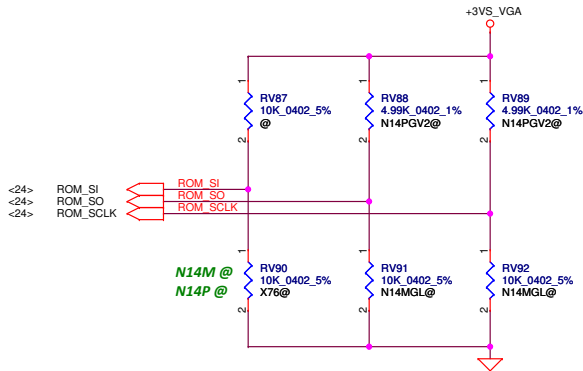 +3VS_VGA
1
RV87
10K_0402_5%
@
2
1
RV88
4.99K_0402_1%
N14PGV2@
2
1
RV89
4.99K_0402_1%
N14PGV2@
2
<24> ROM_SI ROM_SI
<24> ROM_SO ROM_SO
<24> ROM_SCLK ROM_SCLK
N14M @
N14P @
1
RV90
10K_0402_5%
X76@
2
1
RV91
10K_0402_5%
N14MGL@
2
1
RV92
10K_0402_5%
N14MGL@
2